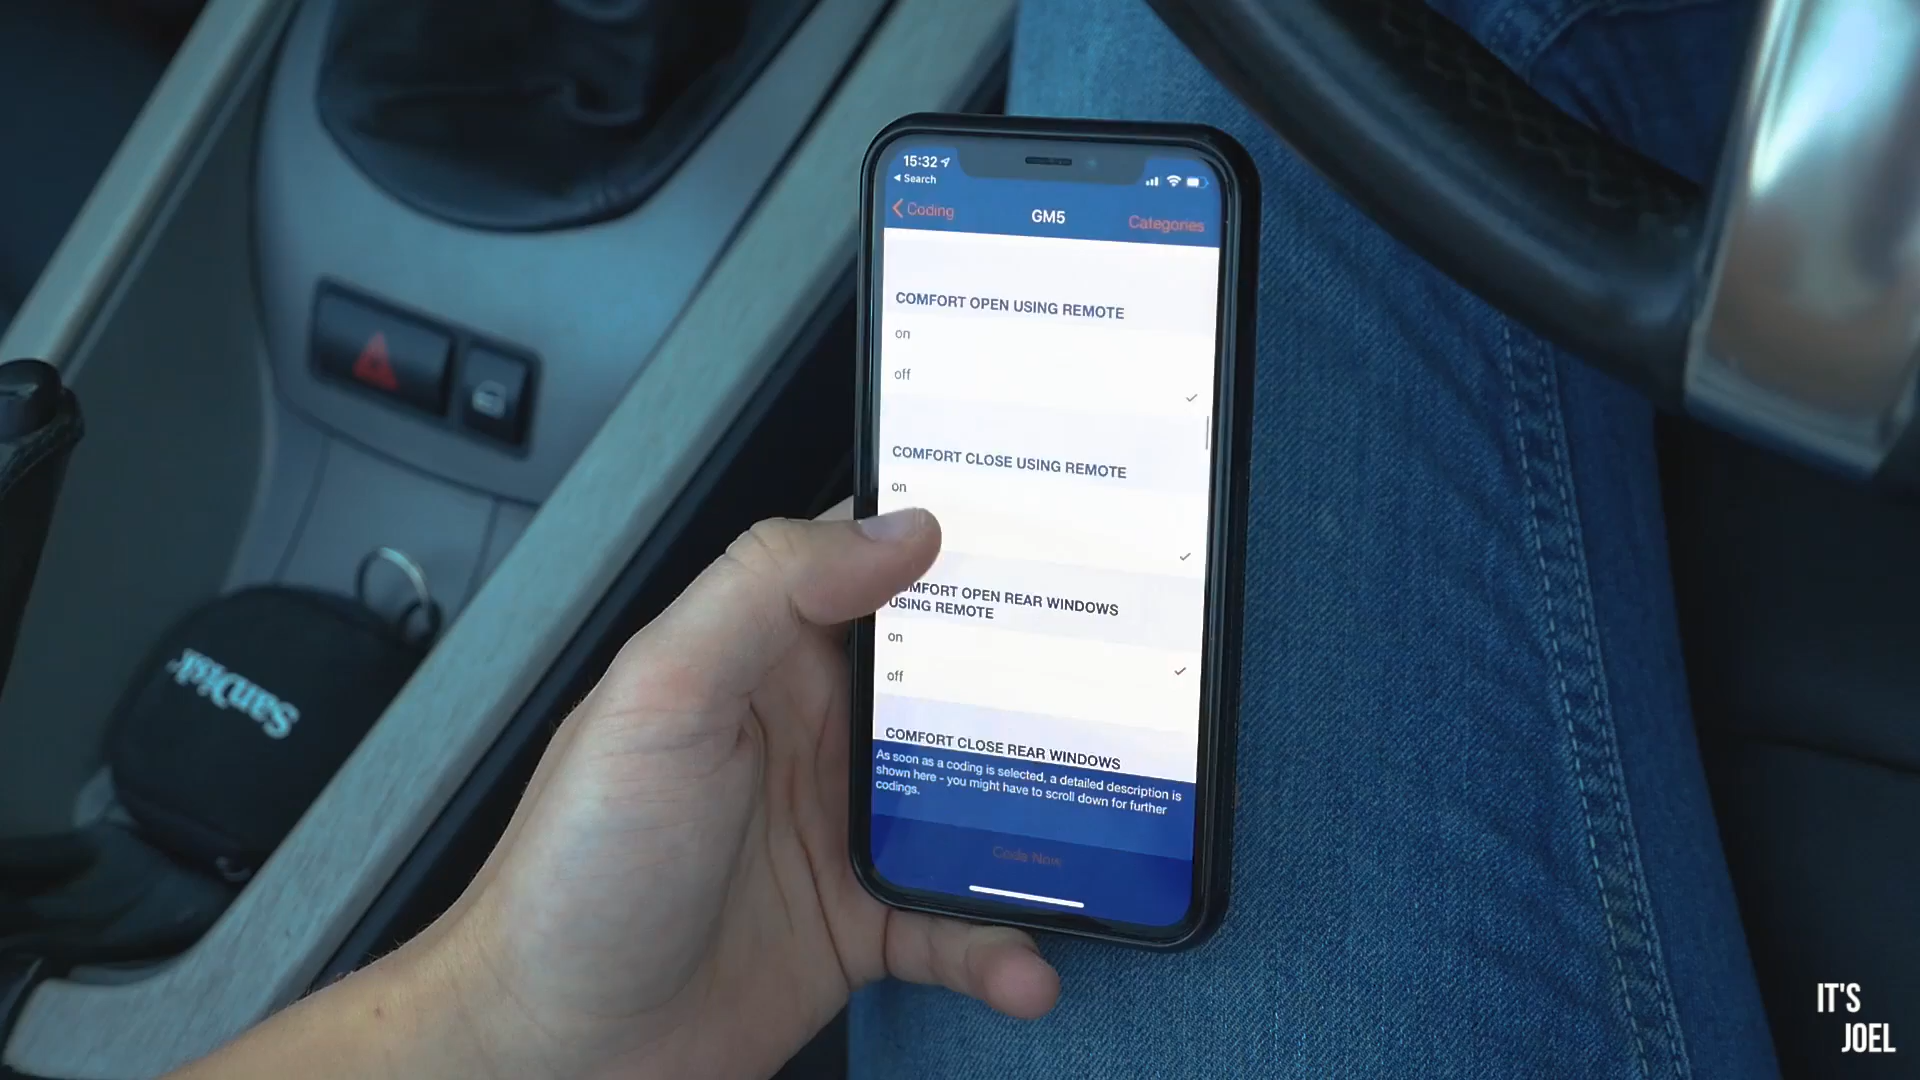 15:32
Search
Coding
GM5
Categories
COMFORT OPEN USING REMOTE
on
off
COMFORT CLOSE USING REMOTE
on
COMFORT OPEN REAR WINDOWS
USING REMOTE
on
off
COMFORT CLOSE REAR WINDOWS
As soon as a coding is selected, a detailed description is
shown here - you might have to scroll down for further
codings.
Code Now
SanDisk
IT'S
JOEL